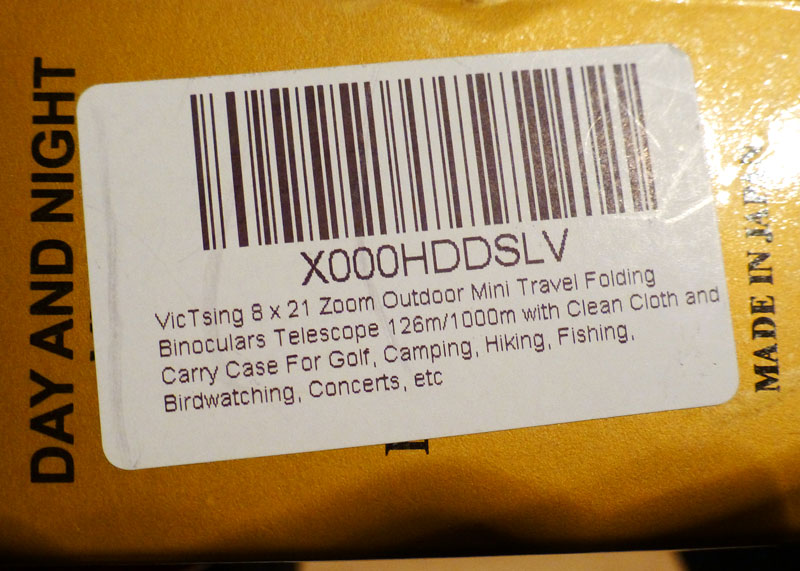 DAY AND NIGHT
X000HDDSLV
VicTsing 8 x 21 Zoom Outdoor Mini Travel Folding
Binoculars Telescope 126m/1000m with Clean Cloth and
Carry Case For Golf, Camping, Hiking, Fishing,
Birdwatching, Concerts, etc
MADE IN JAPAN